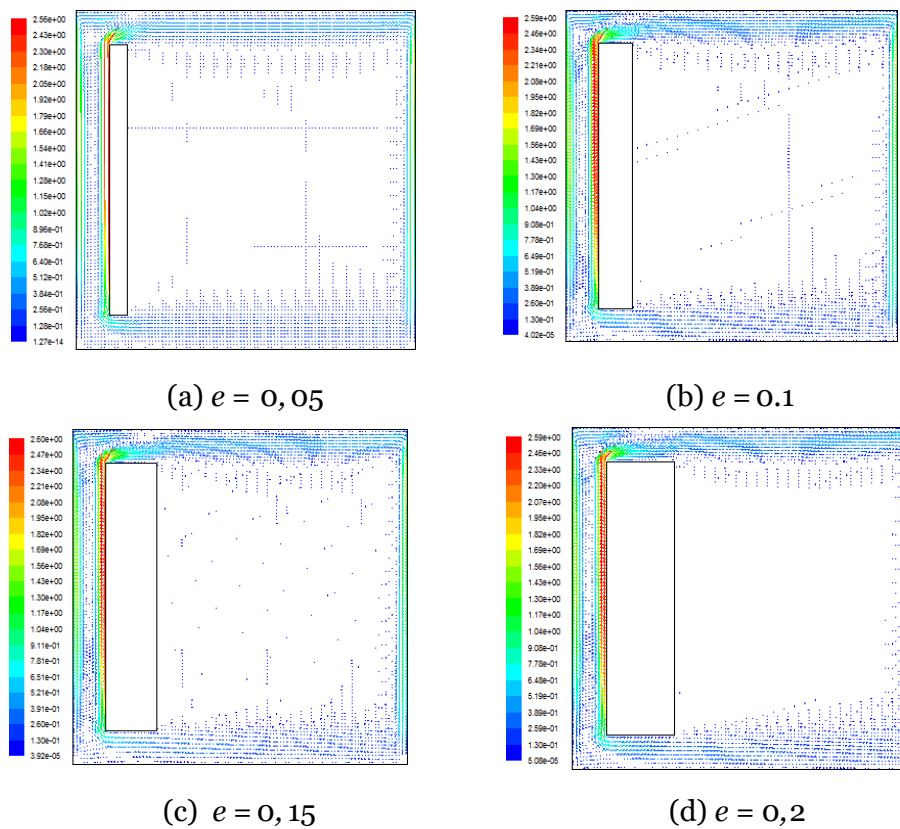 2.56e+00
2.43e+00
2.30e+00
2.18e+00
2.05e+00
1.92e+00
1.79e+00
1.66e+00
1.54e+00
1.41e+00
1.28e+00
1.15e+00
1.02e+00
8.96e-01
7.68e-01
6.40e-01
5.12e-01
3.84e-01
2.56e-01
1.28e-01
1.27e-14
(a) e = 0,05
2.59e+00
2.46e+00
2.34e+00
2.21e+00
2.08e+00
1.95e+00
1.82e+00
1.69e+00
1.56e+00
1.43e+00
1.30e+00
1.17e+00
1.04e+00
9.08e-01
7.79e-01
6.49e-01
5.19e-01
3.89e-01
2.60e-01
1.30e-01
4.02e-05
(b) e = 0.1
2.60e+00
2.47e+00
2.34e+00
2.21e+00
2.08e+00
1.95e+00
1.82e+00
1.69e+00
1.56e+00
1.43e+00
1.30e+00
1.17e+00
1.04e+00
9.11e-01
7.81e-01
6.51e-01
5.21e-01
3.91e-01
2.60e-01
1.30e-01
3.92e-05
(c) e = 0,15
2.59e+00
2.46e+00
2.33e+00
2.20e+00
2.07e+00
1.95e+00
1.82e+00
1.69e+00
1.56e+00
1.43e+00
1.30e+00
1.17e+00
1.04e+00
9.08e-01
7.78e-01
6.48e-01
5.19e-01
3.89e-01
2.59e-01
1.30e-01
5.08e-05
(d) e = 0,2